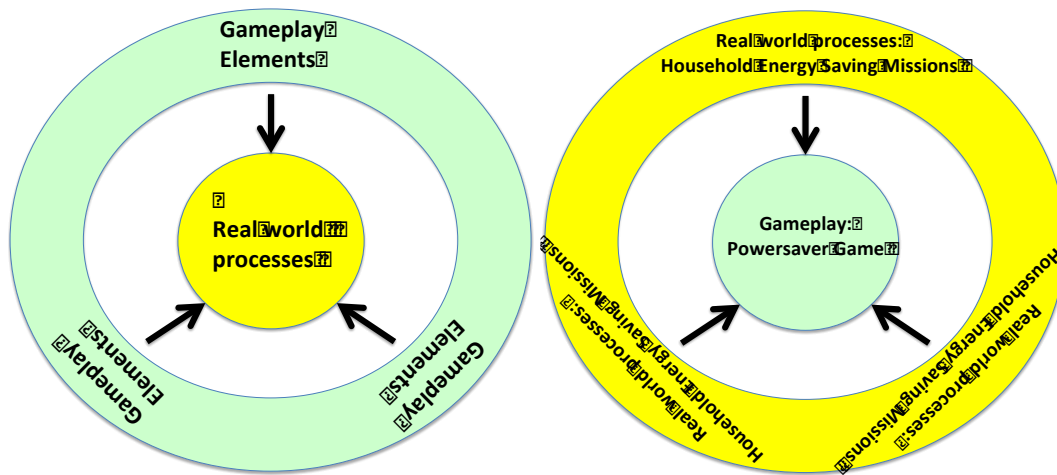 Gameplay
Elements
Real world
processes
Gameplay
Elements
Gameplay
Elements
Real world processes:
Household Energy Saving Missions
Gameplay:
Powersaver Game
Real world processes:
Household Energy Saving Missions
Real world processes:
Household Energy Saving Missions